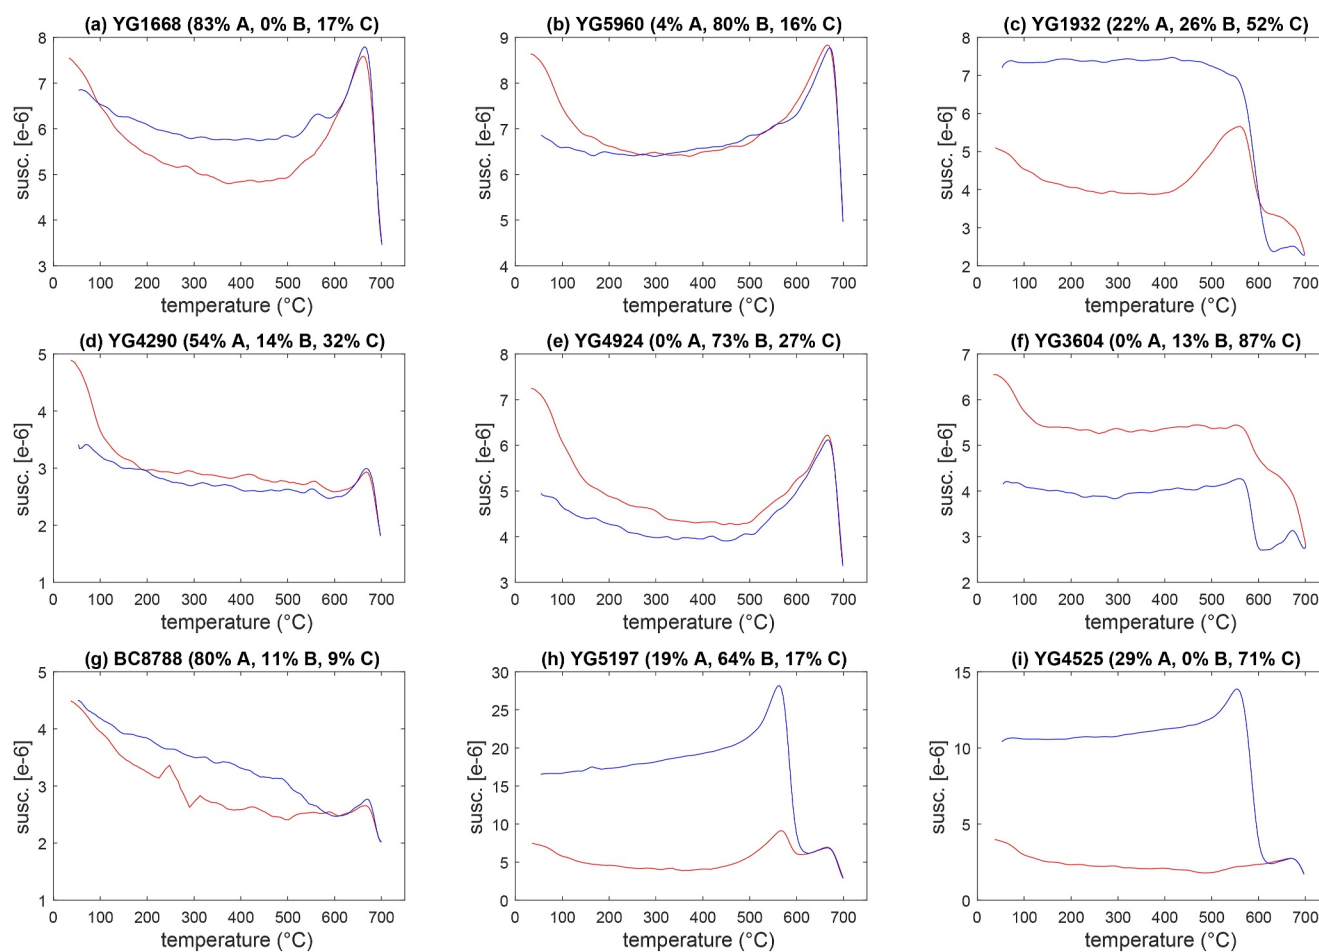 (a) YG1668 (83% A, 0% B, 17% C)
8
7
6
5
4
3
susc. [e-6]
0 100 200 300 400 500 600 700
temperature (°C)
(b) YG5960 (4% A, 80% B, 16% C)
9
8
7
6
5
4
susc. [e-6]
0 100 200 300 400 500 600 700
temperature (°C)
(c) YG1932 (22% A, 26% B, 52% C)
8
7
6
5
4
3
2
susc. [e-6]
0 100 200 300 400 500 600 700
temperature (°C)
(d) YG4290 (54% A, 14% B, 32% C)
5
4
3
2
1
susc. [e-6]
0 100 200 300 400 500 600 700
temperature (°C)
(e) YG4924 (0% A, 73% B, 27% C)
8
7
6
5
4
3
susc. [e-6]
0 100 200 300 400 500 600 700
temperature (°C)
(f) YG3604 (0% A, 13% B, 87% C)
7
6
5
4
3
2
susc. [e-6]
0 100 200 300 400 500 600 700
temperature (°C)
(g) BC8788 (80% A, 11% B, 9% C)
5
4
3
2
1
susc. [e-6]
0 100 200 300 400 500 600 700
temperature (°C)
(h) YG5197 (19% A, 64% B, 17% C)
30
25
20
15
10
5
0
susc. [e-6]
0 100 200 300 400 500 600 700
temperature (°C)
(i) YG4525 (29% A, 0% B, 71% C)
15
10
5
0
susc. [e-6]
0 100 200 300 400 500 600 700
temperature (°C)